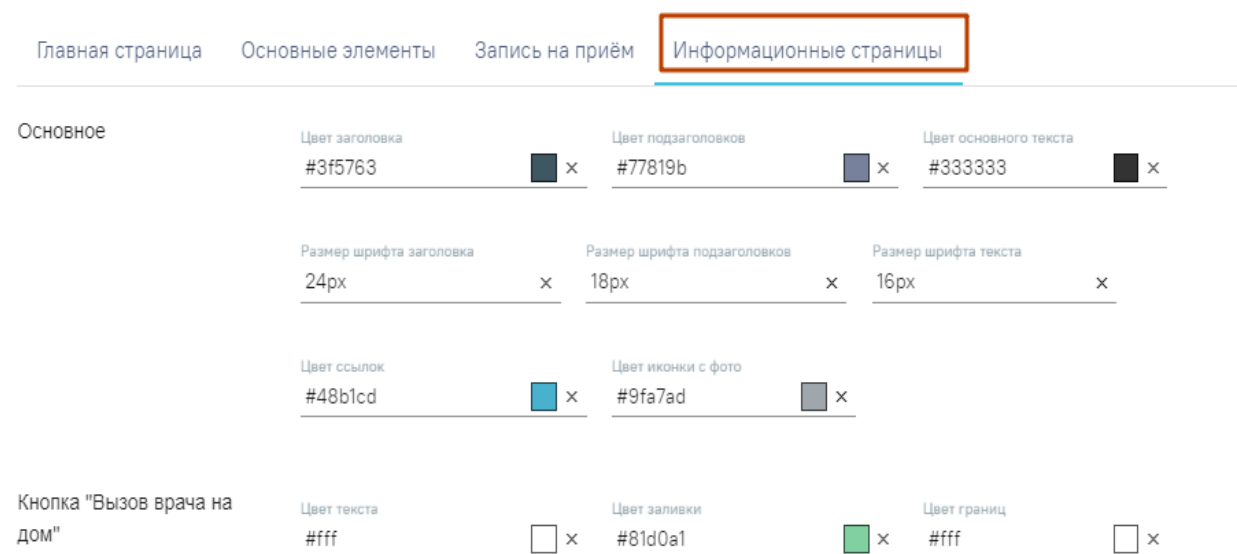 Главная страница Основные элементы Запись на приём Информационные страницы
Основное
Цвет заголовка Цвет подзаголовков Цвет основного текста
#3f5763 × #77819b × #333333 ×
Размер шрифта заголовка Размер шрифта подзаголовков Размер шрифта текста
24px × 18px × 16px ×
Цвет ссылок Цвет иконки с фото
#48b1cd × #9fa7ad ×
Кнопка "Вызов врача на
дом"
Цвет текста Цвет заливки Цвет границ
#fff × #81d0a1 × #fff ×